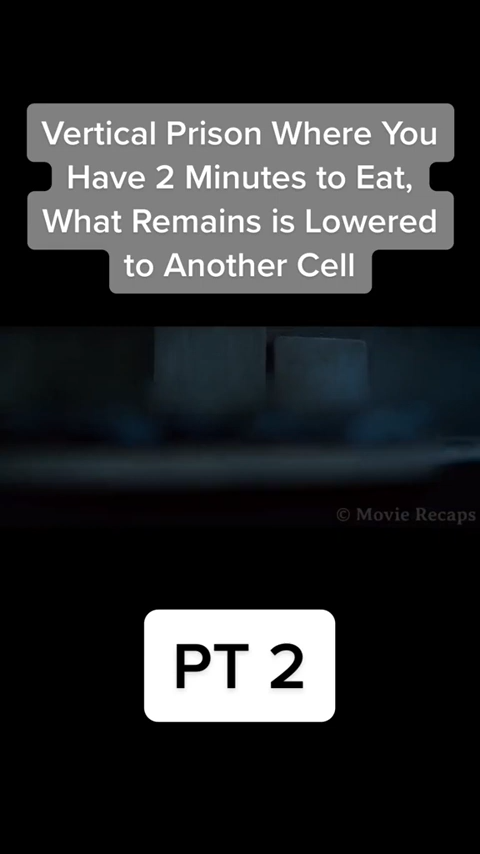 Vertical Prison Where You
Have 2 Minutes to Eat,
What Remains is Lowered
to Another Cell
© Movie Recaps
PT 2